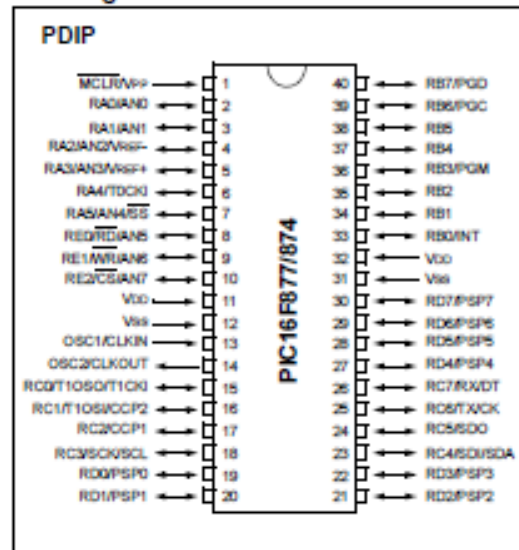 PDIP
MCLR/VPP 1
RA0/AN0 2
RA1/AN1 3
RA2/AN2/VREF- 4
RA3/AN3/VREF+ 5
RA4/T0CKI 6
RA5/AN4/SS 7
RE0/RD/AN5 8
RE1/WR/AN6 9
RE2/CS/AN7 10
VDD 11
VSS 12
OSC1/CLKIN 13
OSC2/CLKOUT 14
RC0/T1OSO/T1CKI 15
RC1/T1OSI/CCP2 16
RC2/CCP1 17
RC3/SCK/SCL 18
RD0/PSP0 19
RD1/PSP1 20
PIC16F877/874
40 RB7/PGD
39 RB6/PGC
38 RB5
37 RB4
36 RB3/PGM
35 RB2
34 RB1
33 RB0/INT
32 VDD
31 VSS
30 RD7/PSP7
29 RD6/PSP6
28 RD5/PSP5
27 RD4/PSP4
26 RC7/RX/DT
25 RC6/TX/CK
24 RC5/SDO
23 RC4/SDI/SDA
22 RD3/PSP3
21 RD2/PSP2